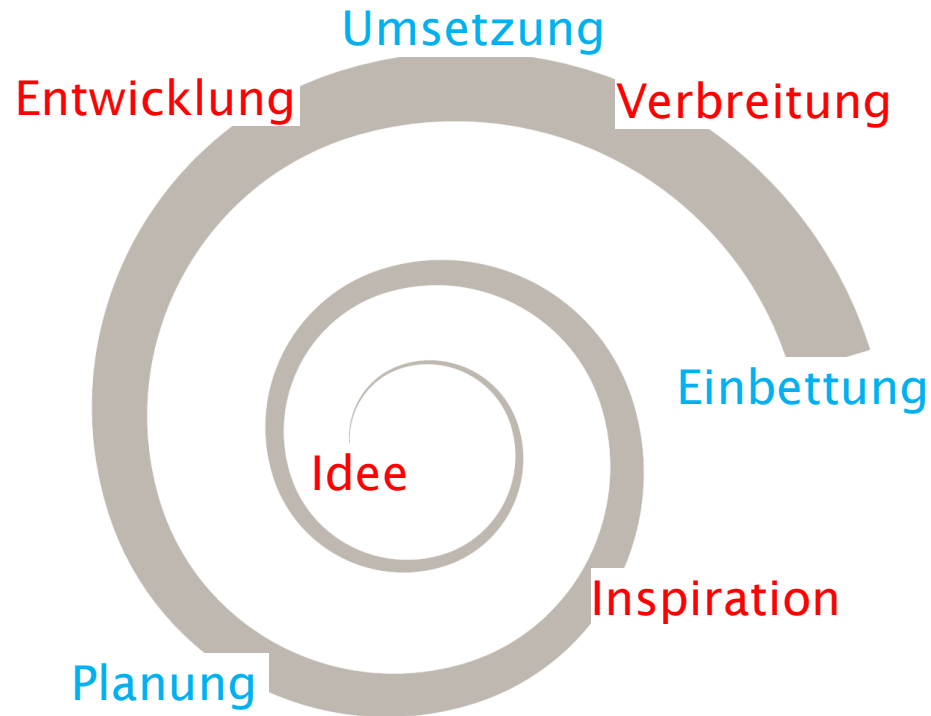 Umsetzung
Entwicklung
Verbreitung
Einbettung
Idee
Inspiration
Planung